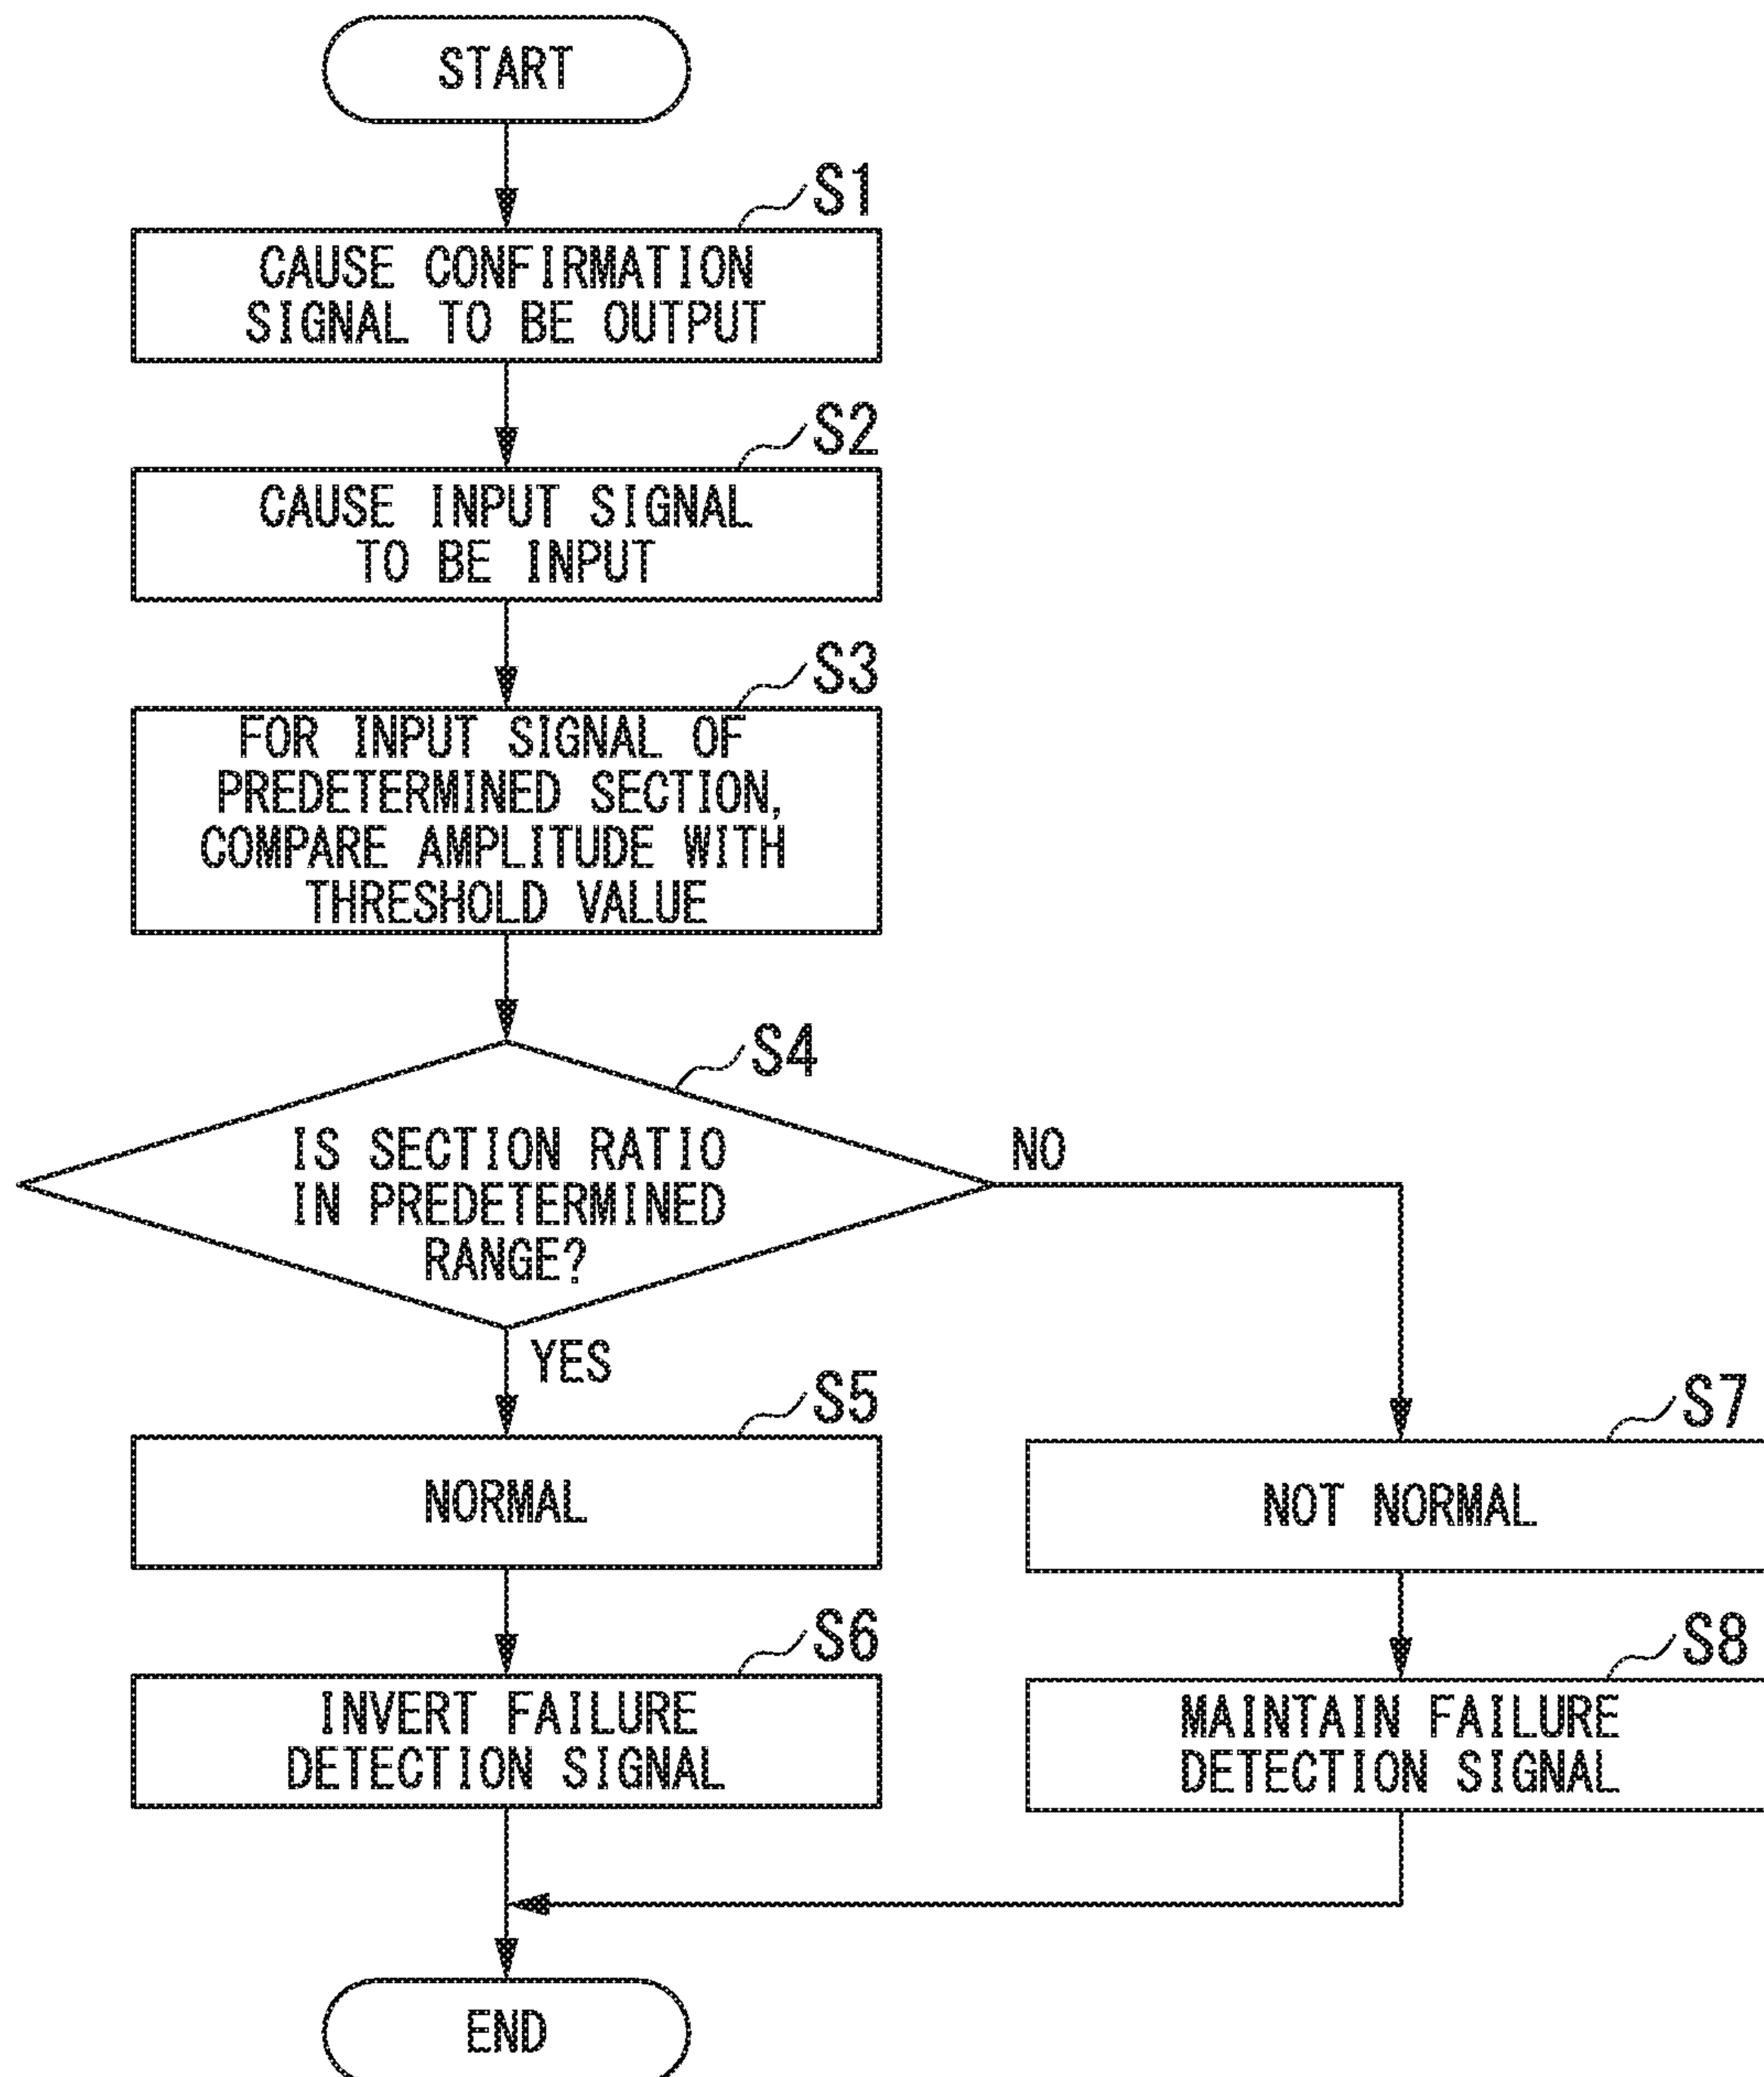 START
S1
CAUSE CONFIRMATION
SIGNAL TO BE OUTPUT
S2
CAUSE INPUT SIGNAL
TO BE INPUT
S3
FOR INPUT SIGNAL OF
PREDETERMINED SECTION,
COMPARE AMPLITUDE WITH
THRESHOLD VALUE
S4
IS SECTION RATIO
IN PREDETERMINED
RANGE?
NO
YES
S5
NORMAL
S7
NOT NORMAL
S6
INVERT FAILURE
DETECTION SIGNAL
S8
MAINTAIN FAILURE
DETECTION SIGNAL
END